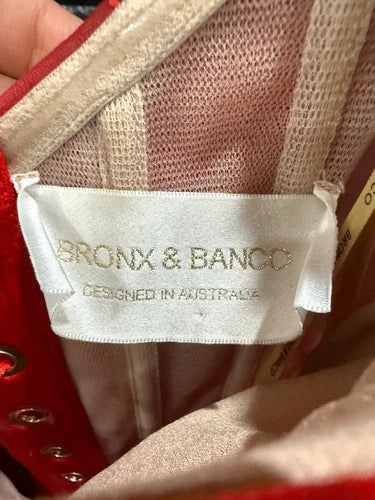 BRONX & BANCO
DESIGNED IN AUSTRALIA